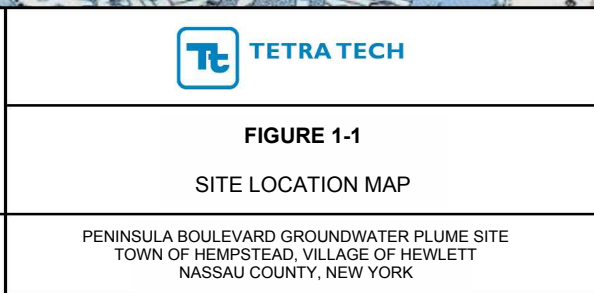 Tt TETRA TECH
FIGURE 1-1
SITE LOCATION MAP
PENINSULA BOULEVARD GROUNDWATER PLUME SITE
TOWN OF HEMPSTEAD, VILLAGE OF HEWLETT
NASSAU COUNTY, NEW YORK